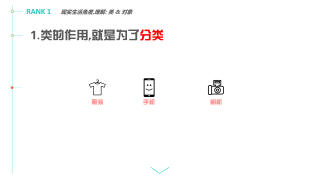 RANK 1 现实生活角度,理解: 类 & 对象
1.类的作用,就是为了分类
服装 手机 相机